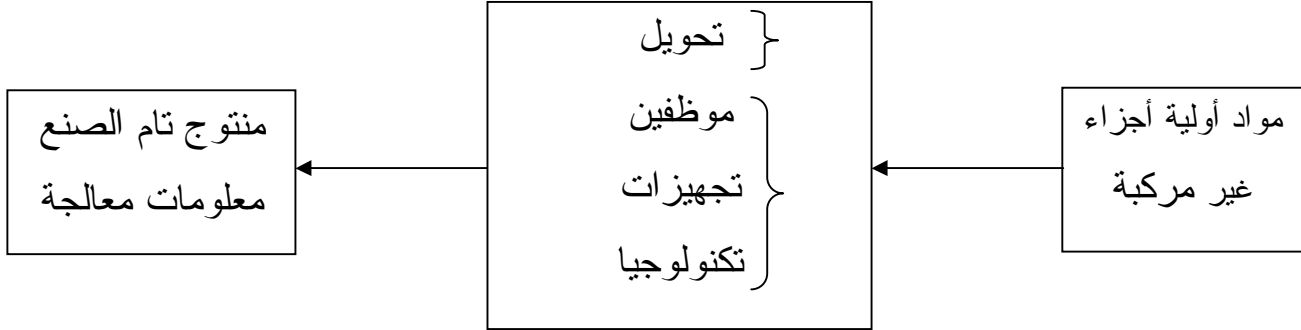 مواد أولية أجزاء
غير مركبة
تحويل
موظفين
تجهيزات
تكنولوجيا
منتوج تام الصنع
معلومات معالجة